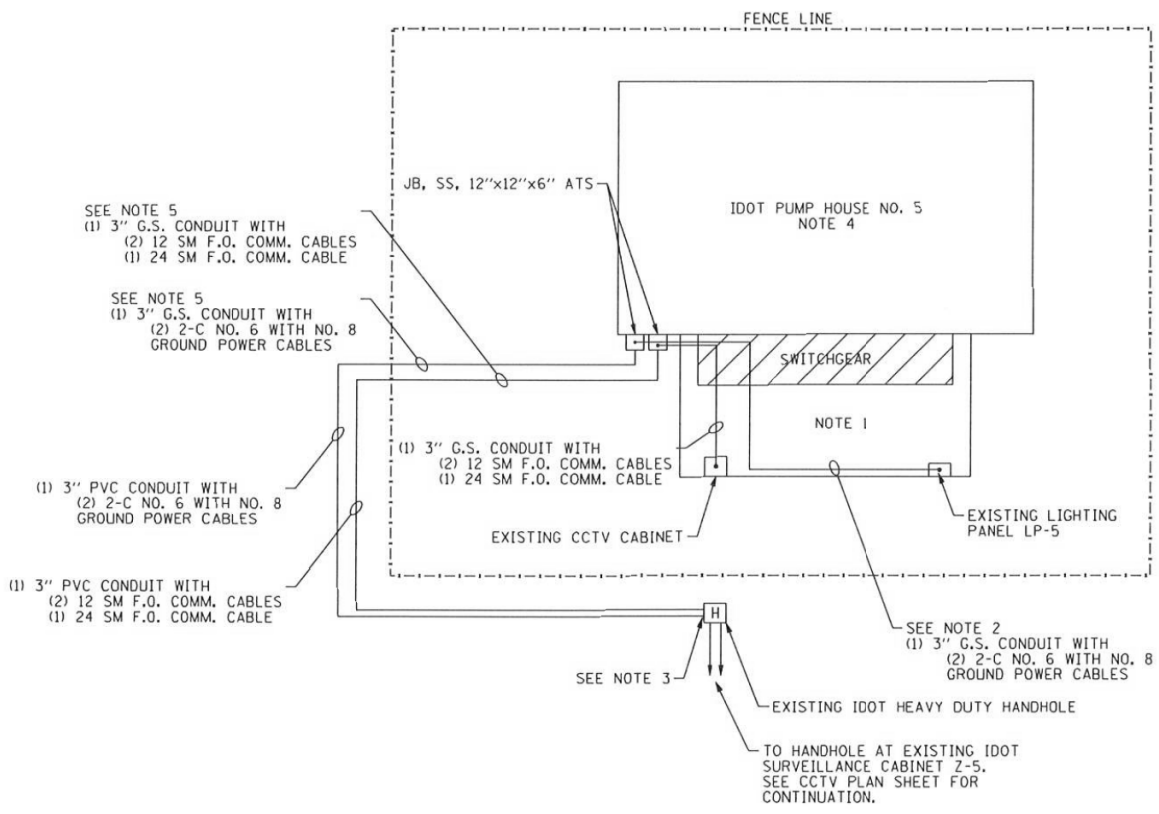 FENCE LINE
JB, SS, 12''x12''x6'' ATS
IDOT PUMP HOUSE NO. 5
NOTE 4
SEE NOTE 5
(1) 3'' G.S. CONDUIT WITH
(2) 12 SM F.O. COMM. CABLES
(1) 24 SM F.O. COMM. CABLE
SEE NOTE 5
(1) 3'' G.S. CONDUIT WITH
(2) 2-C NO. 6 WITH NO. 8
GROUND POWER CABLES
SWITCHGEAR
NOTE 1
(1) 3'' G.S. CONDUIT WITH
(2) 12 SM F.O. COMM. CABLES
(1) 24 SM F.O. COMM. CABLE
(1) 3'' PVC CONDUIT WITH
(2) 2-C NO. 6 WITH NO. 8
GROUND POWER CABLES
EXISTING CCTV CABINET
EXISTING LIGHTING
PANEL LP-5
(1) 3'' PVC CONDUIT WITH
(2) 12 SM F.O. COMM. CABLES
(1) 24 SM F.O. COMM. CABLE
H
SEE NOTE 2
(1) 3'' G.S. CONDUIT WITH
(2) 2-C NO. 6 WITH NO. 8
GROUND POWER CABLES
SEE NOTE 3
EXISTING IDOT HEAVY DUTY HANDHOLE
TO HANDHOLE AT EXISTING IDOT
SURVEILLANCE CABINET Z-5.
SEE CCTV PLAN SHEET FOR
CONTINUATION.